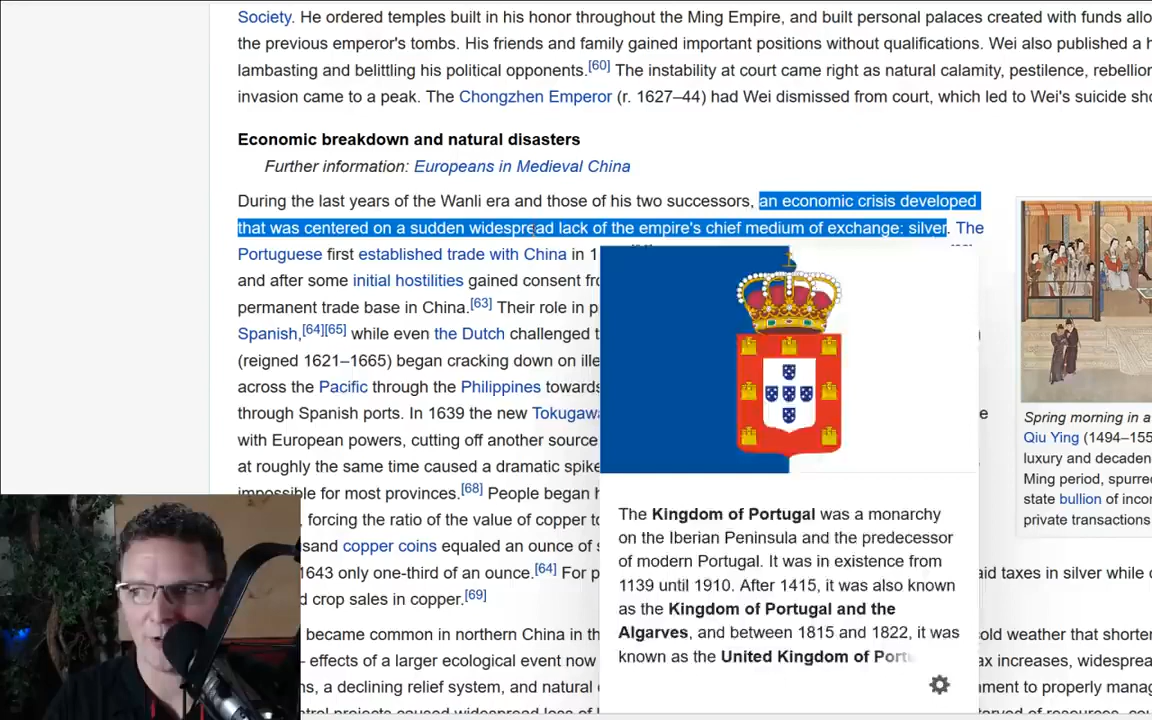 Society. He ordered temples built in his honor throughout the Ming Empire, and built personal palaces created with funds allo
the previous emperor's tombs. His friends and family gained important positions without qualifications. Wei also published a h
lambasting and belittling his political opponents.[60] The instability at court came right as natural calamity, pestilence, rebellior
invasion came to a peak. The Chongzhen Emperor (r. 1627–44) had Wei dismissed from court, which led to Wei's suicide sho
Economic breakdown and natural disasters
Further information: Europeans in Medieval China
During the last years of the Wanli era and those of his two successors, an economic crisis developed
that was centered on a sudden widespread lack of the empire's chief medium of exchange: silver. The
Portuguese first established trade with China in 1
and after some initial hostilities gained consent fro
permanent trade base in China.[63] Their role in p
Spanish,[64][65] while even the Dutch challenged t
(reigned 1621–1665) began cracking down on ille
across the Pacific through the Philippines towards
through Spanish ports. In 1639 the new Tokugawa
with European powers, cutting off another source
at roughly the same time caused a dramatic spike
impossible for most provinces.[68] People began h
, forcing the ratio of the value of copper to
sand copper coins equaled an ounce of s
1643 only one-third of an ounce.[64] For p
aid taxes in silver while
d crop sales in copper.[69]
became common in northern China in th
old weather that shorter
effects of a larger ecological event now
ax increases, widesprea
ns, a declining relief system, and natural
nment to properly manag
The Kingdom of Portugal was a monarchy
on the Iberian Peninsula and the predecessor
of modern Portugal. It was in existence from
1139 until 1910. After 1415, it was also known
as the Kingdom of Portugal and the
Algarves, and between 1815 and 1822, it was
known as the United Kingdom of Portu
Spring morning in a
Qiu Ying (1494–155
luxury and decaden
Ming period, spurred
state bullion of incor
private transactions